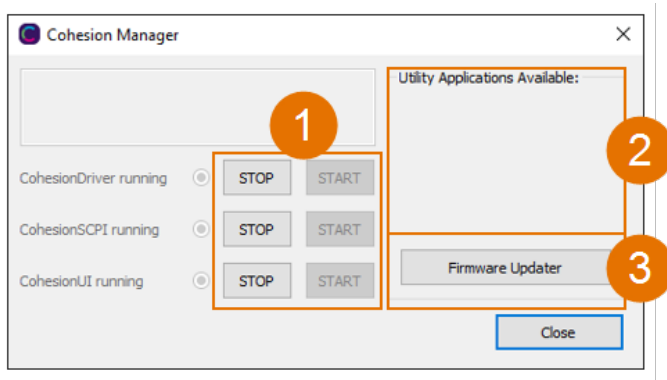 Cohesion Manager
Utility Applications Available:
1
2
CohesionDriver running STOP START
CohesionSCPI running STOP START
CohesionUI running STOP START
Firmware Updater
3
Close